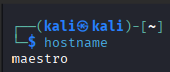 ┌──(kali㉿kali)-[~]
└─$ hostname
maestro